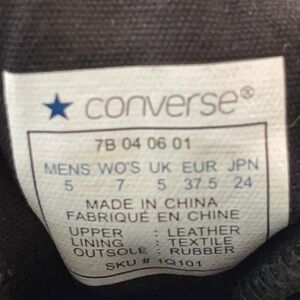 ★ converse®
7B 04 06 01
MENS WO'S UK EUR JPN
5 7 5 37.5 24
MADE IN CHINA
FABRIQUÉ EN CHINE
UPPER : LEATHER
LINING : TEXTILE
OUTSOLE : RUBBER
SKU # 1Q101